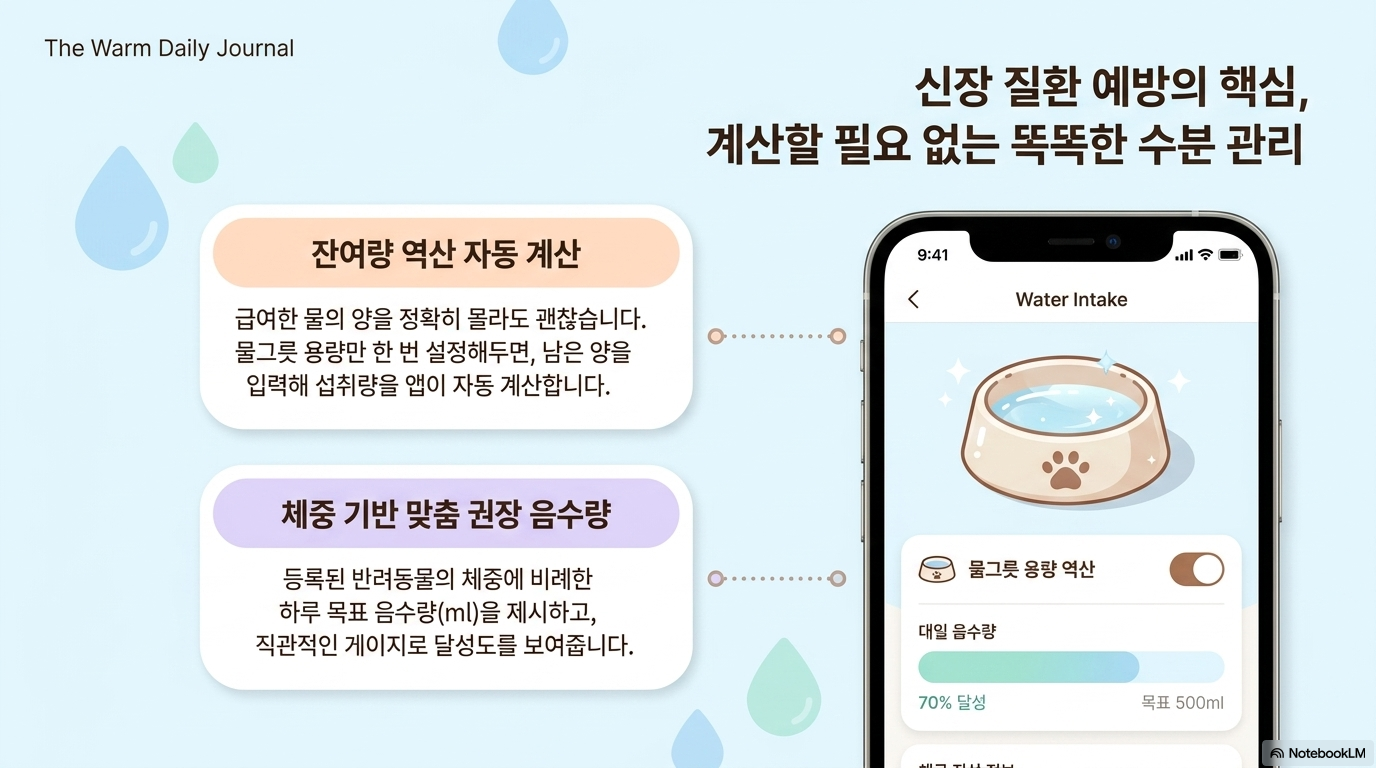 The Warm Daily Journal
신장 질환 예방의 핵심,
계산할 필요 없는 똑똑한 수분 관리
잔여량 역산 자동 계산
급여한 물의 양을 정확히 몰라도 괜찮습니다.
물그릇 용량만 한 번 설정해두면, 남은 양을
입력해 섭취량을 앱이 자동 계산합니다.
체중 기반 맞춤 권장 음수량
등록된 반려동물의 체중에 비례한
하루 목표 음수량(ml)을 제시하고,
직관적인 게이지로 달성도를 보여줍니다.
9:41
Water Intake
물그릇 용량 역산
대일 음수량
70% 달성
목표 500ml
NotebookLM